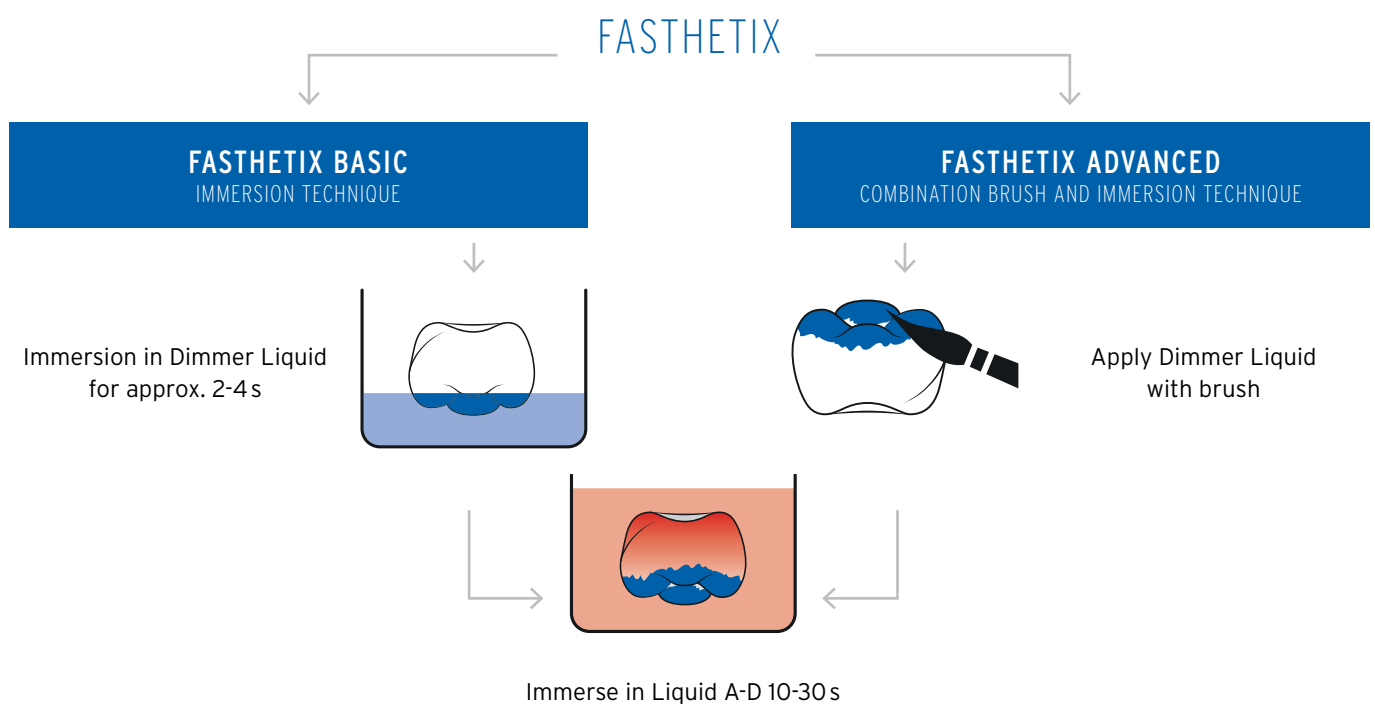 FASTHETIX
FASTHETIX BASIC
IMMERSION TECHNIQUE
FASTHETIX ADVANCED
COMBINATION BRUSH AND IMMERSION TECHNIQUE
Immersion in Dimmer Liquid
for approx. 2-4 s
Apply Dimmer Liquid
with brush
Immerse in Liquid A-D 10-30 s